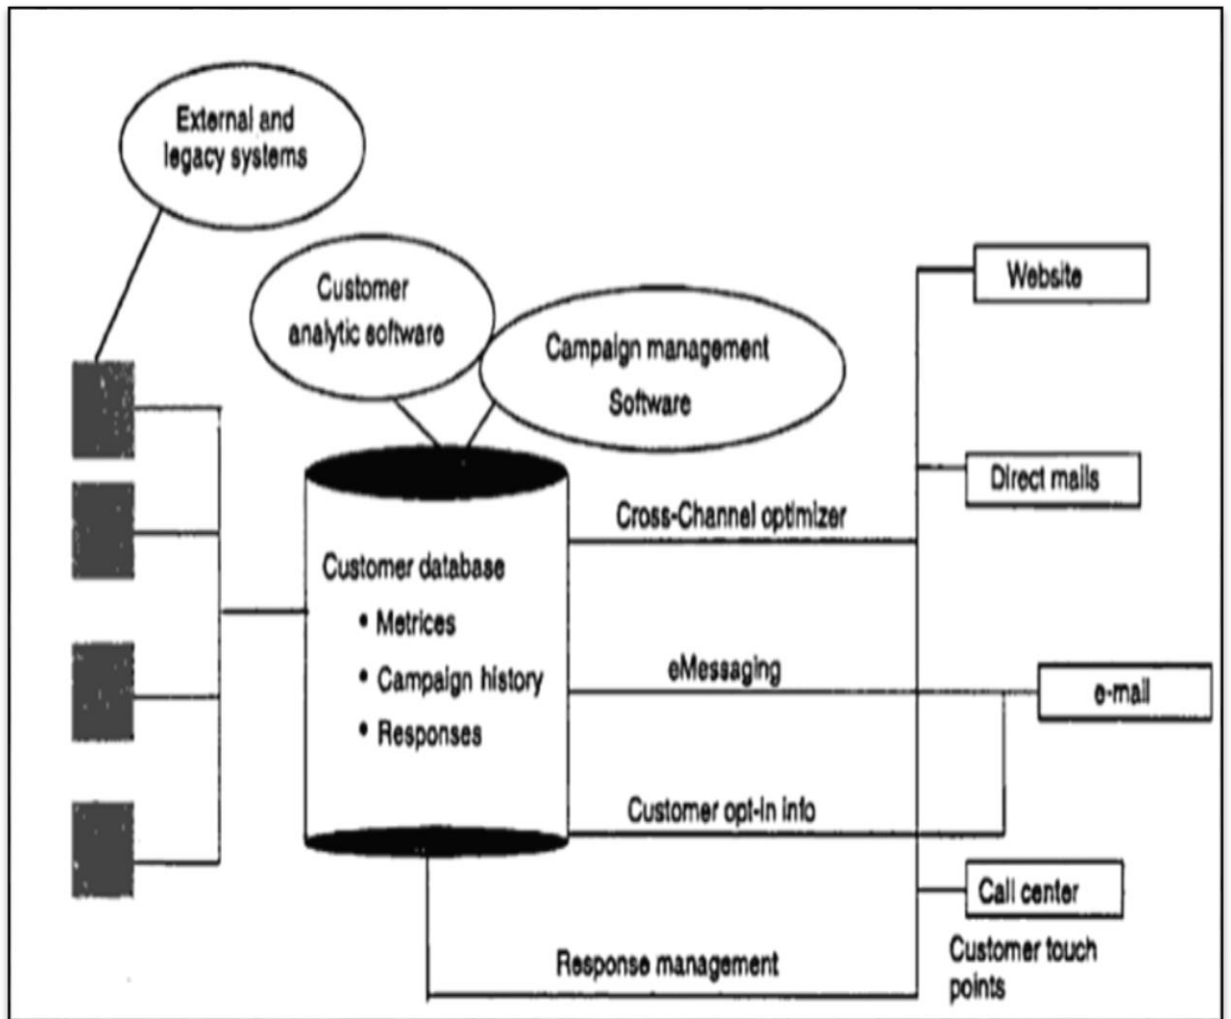 External and
legacy systems
Customer
analytic software
Campaign management
Software
Website
Direct mails
Cross-Channel optimizer
Customer database
• Metrices
• Campaign history
• Responses
eMessaging
e-mail
Customer opt-in info
Call center
Customer touch
points
Response management